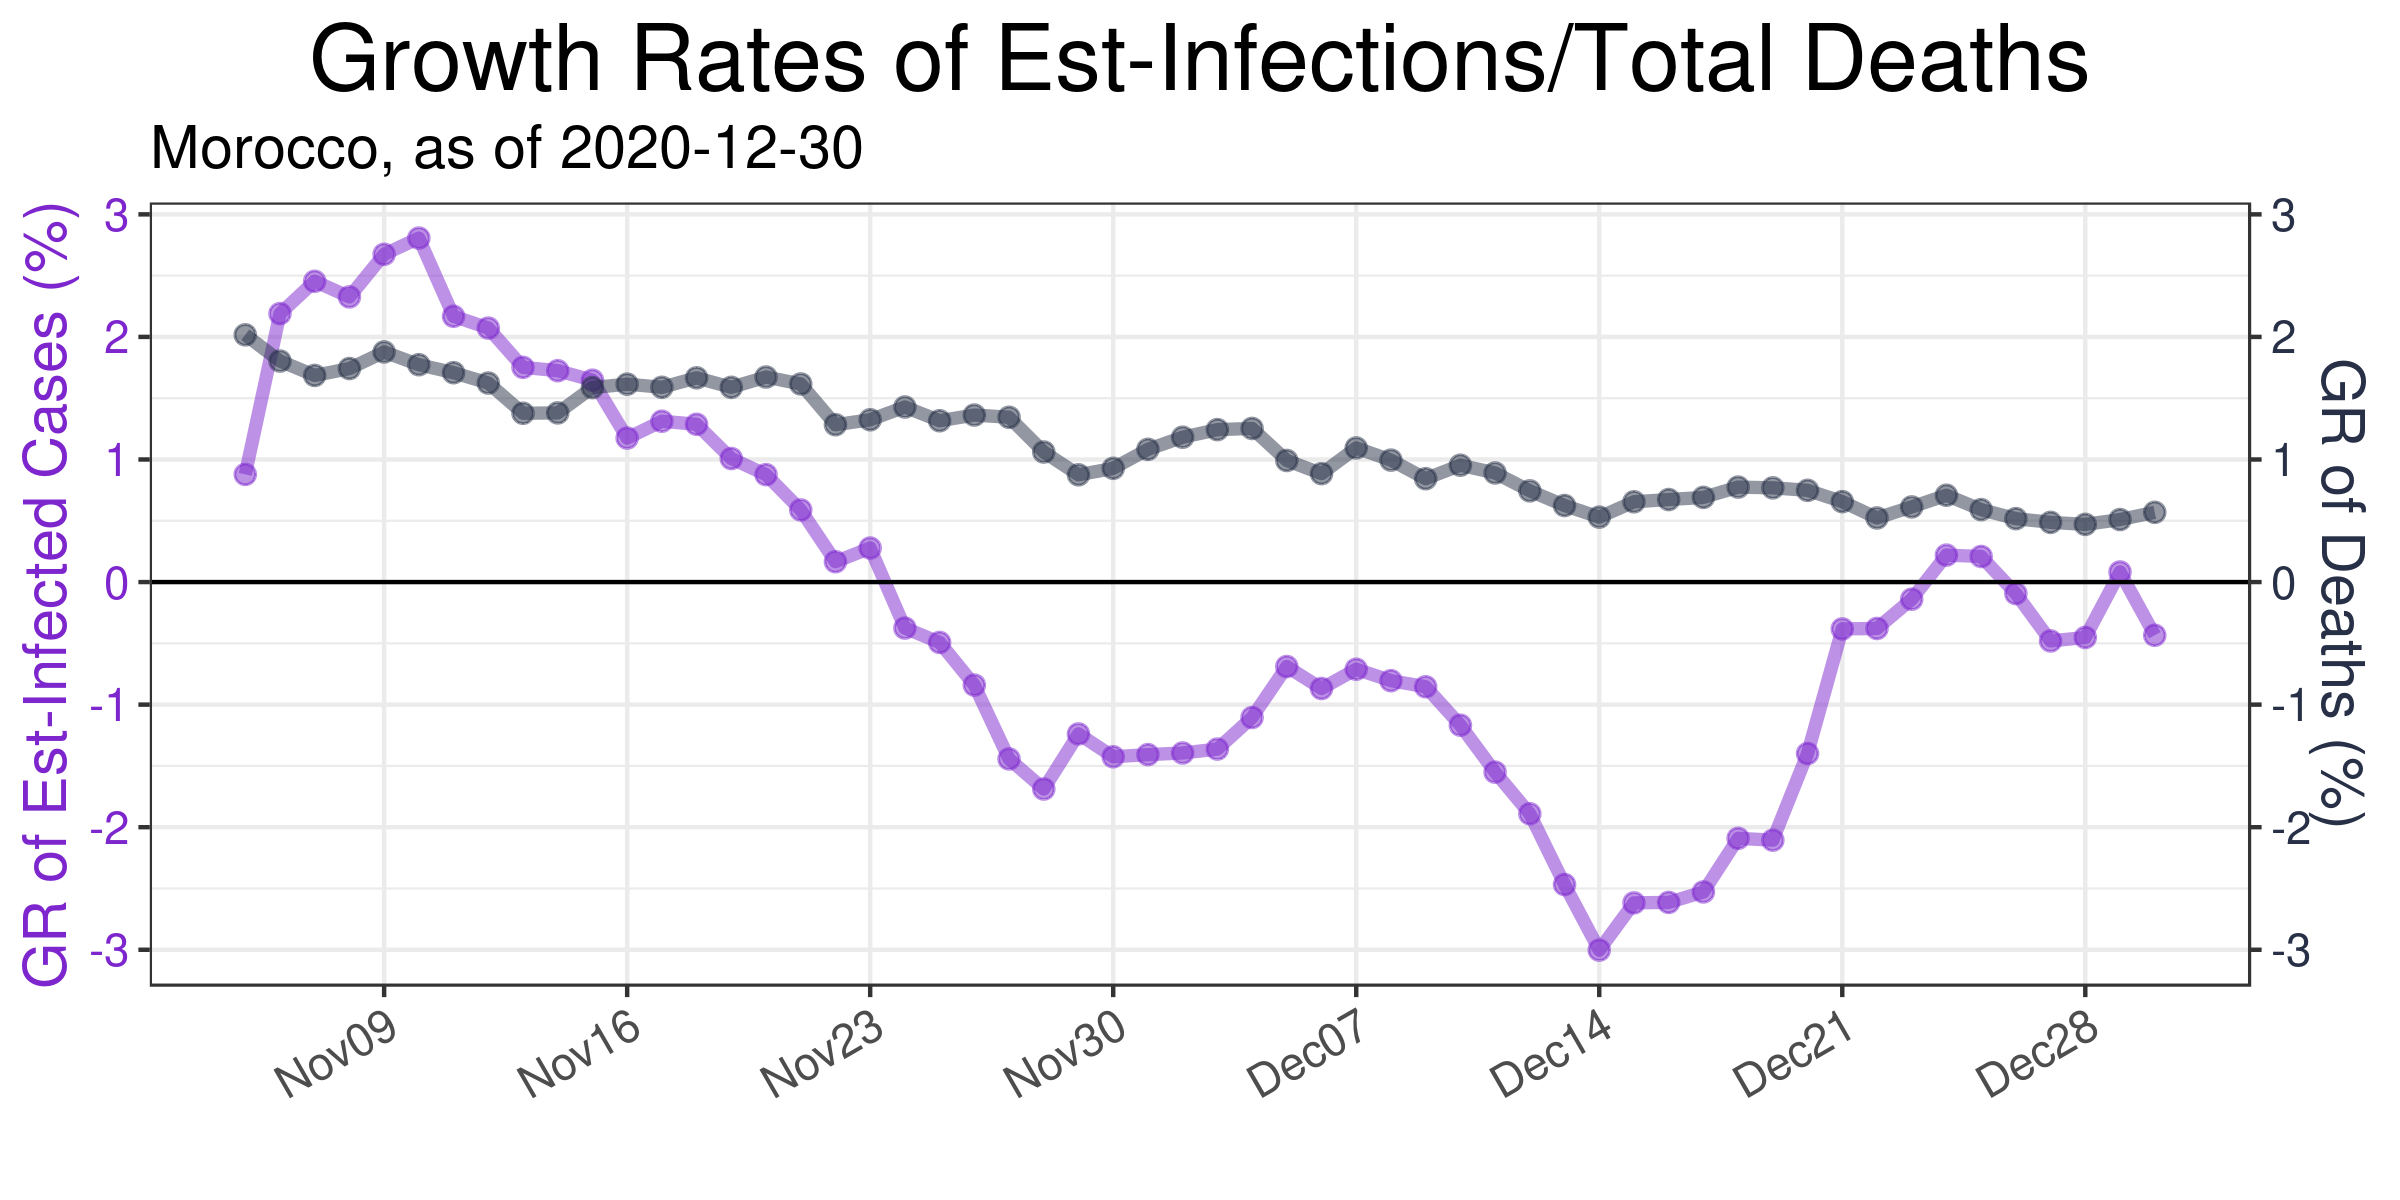 Growth Rates of Est-Infections/Total Deaths
Morocco, as of 2020-12-30
GR of Est-Infected Cases (%)
3
2
1
0
-1
-2
-3
3
2
1
0
-1
-2
-3
GR of Deaths (%)
Nov09
Nov16
Nov23
Nov30
Dec07
Dec14
Dec21
Dec28